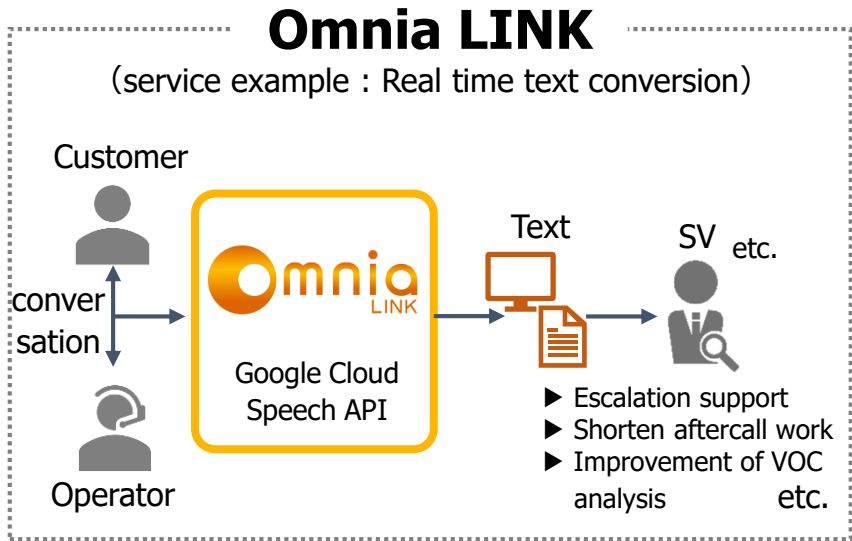 Omnia LINK
（service example : Real time text conversion）
Customer
conver
sation
Operator
Omnia
LINK
Google Cloud
Speech API
Text
SV
etc.
▶ Escalation support
▶ Shorten aftercall work
▶ Improvement of VOC
analysis
etc.